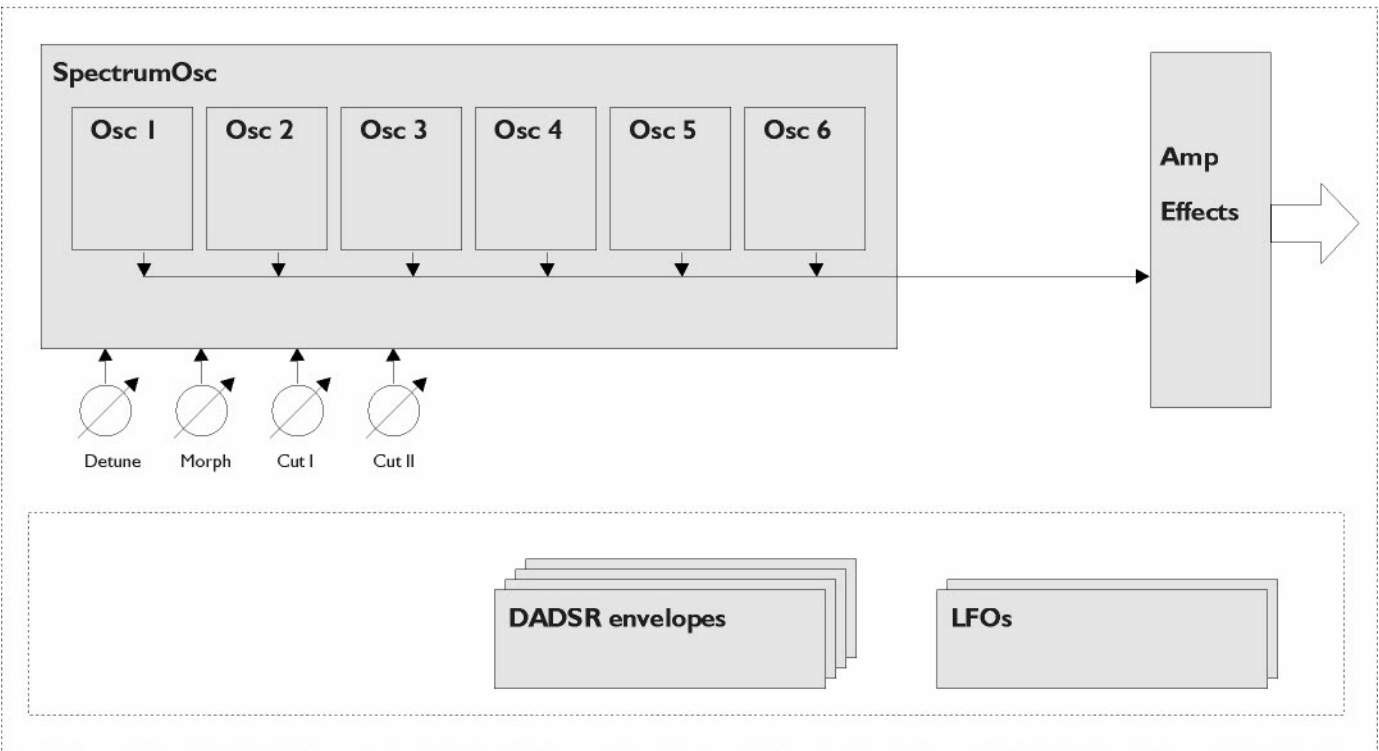 SpectrumOsc
Osc 1
Osc 2
Osc 3
Osc 4
Osc 5
Osc 6
Amp
Effects
Detune
Morph
Cut I
Cut II
DADSR envelopes
LFOs